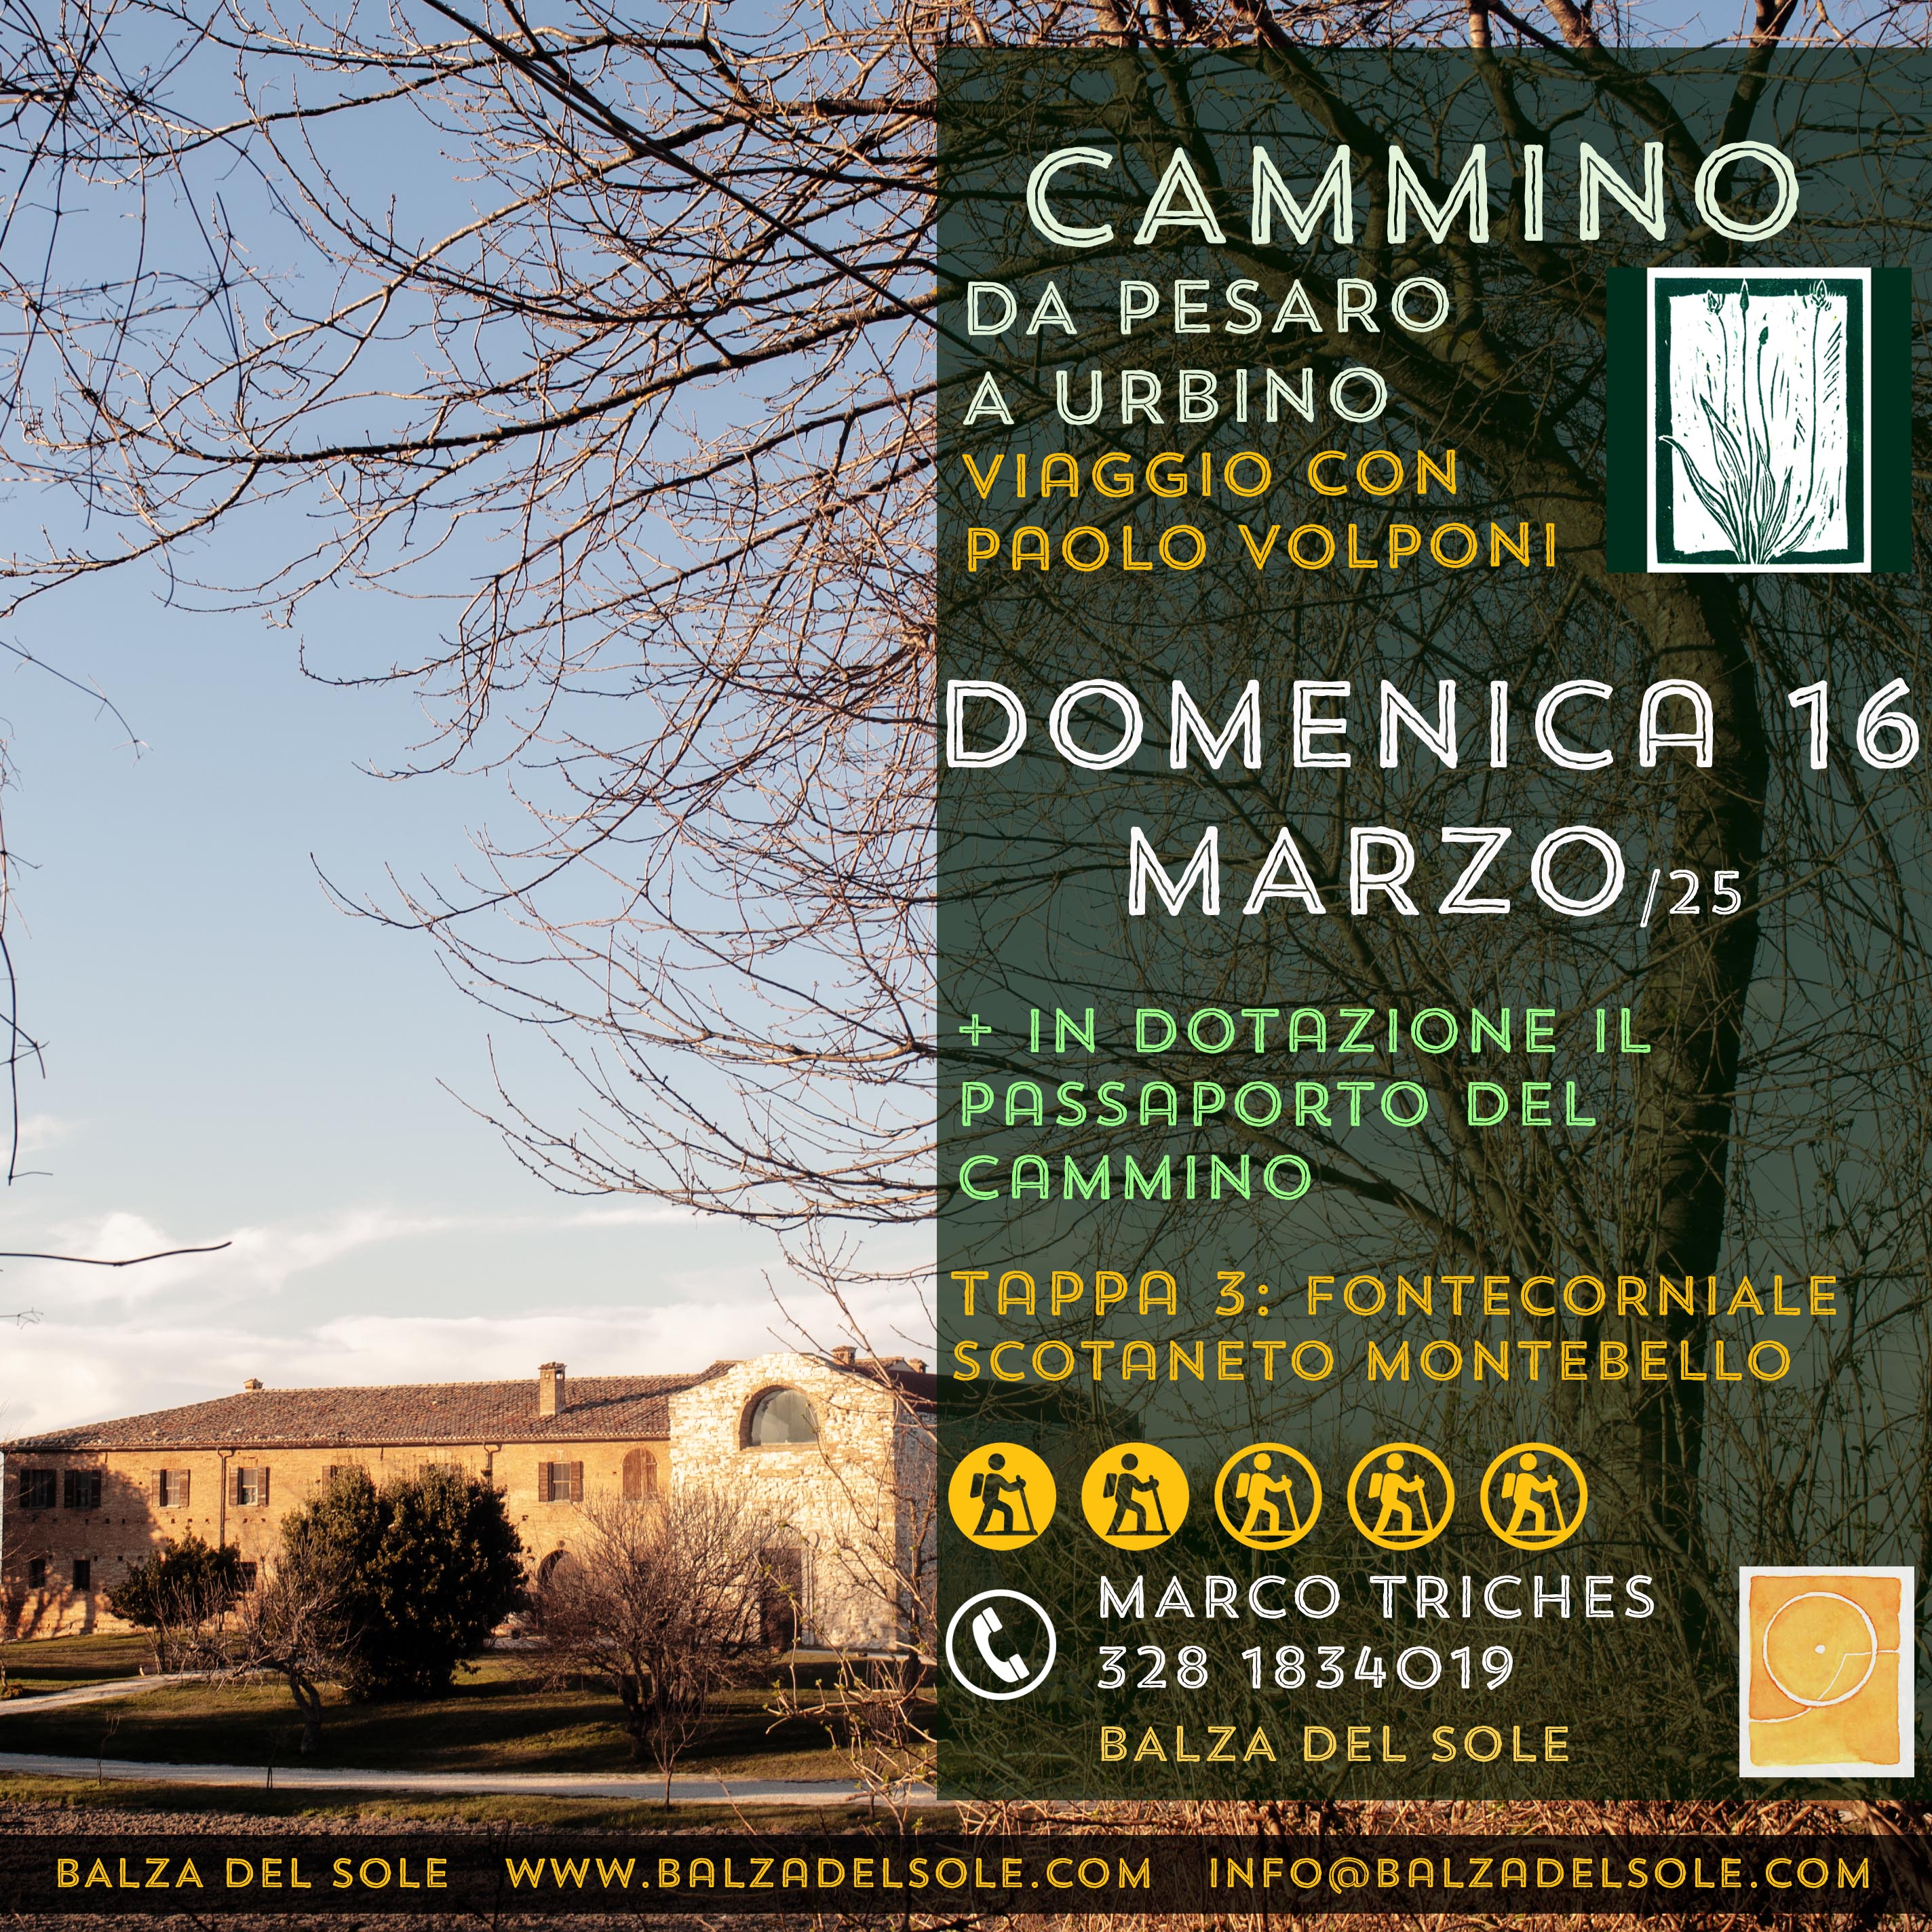 CAMMINO
DA PESARO
A URBINO
VIAGGIO CON
PAOLO VOLPONI
DOMENICA 16
MARZO/25
+ IN DOTAZIONE IL
PASSAPORTO DEL
CAMMINO
TAPPA 3: FONTECORNIALE
SCOTANETO MONTEBELLO
MARCO TRICHES
328 1834019
BALZA DEL SOLE
BALZA DEL SOLE WWW.BALZADELSOLE.COM INFO@BALZADELSOLE.COM